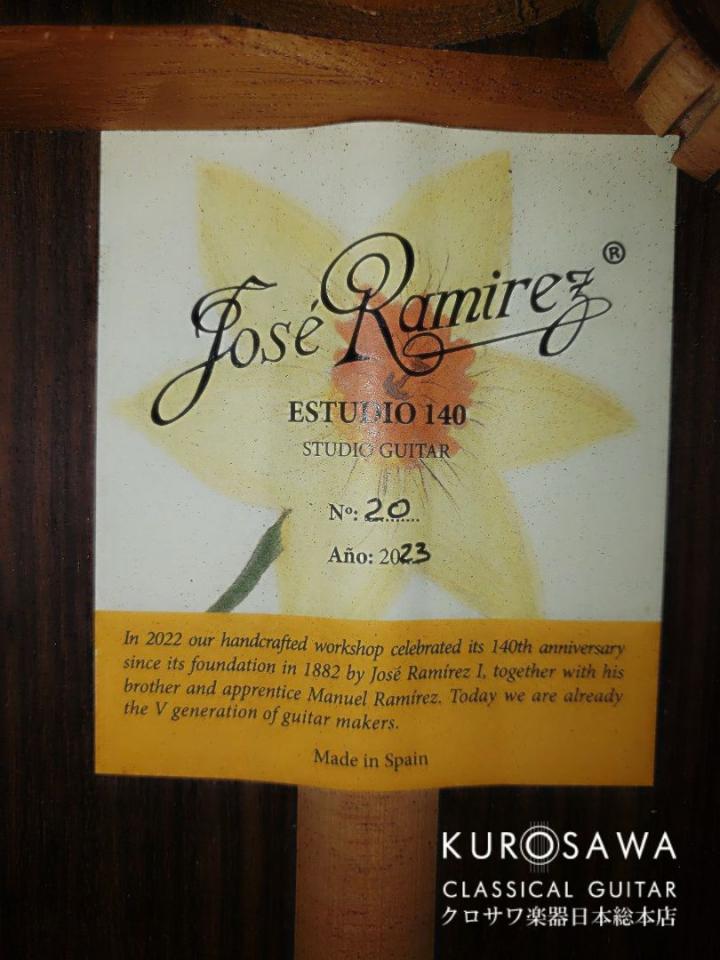 José Ramirez®
ESTUDIO 140
STUDIO GUITAR
Nº: 20
Año: 2023
In 2022 our handcrafted workshop celebrated its 140th anniversary
since its foundation in 1882 by José Ramírez I, together with his
brother and apprentice Manuel Ramírez. Today we are already
the V generation of guitar makers.
Made in Spain
KUROSAWA
CLASSICAL GUITAR
クロサワ楽器日本総本店